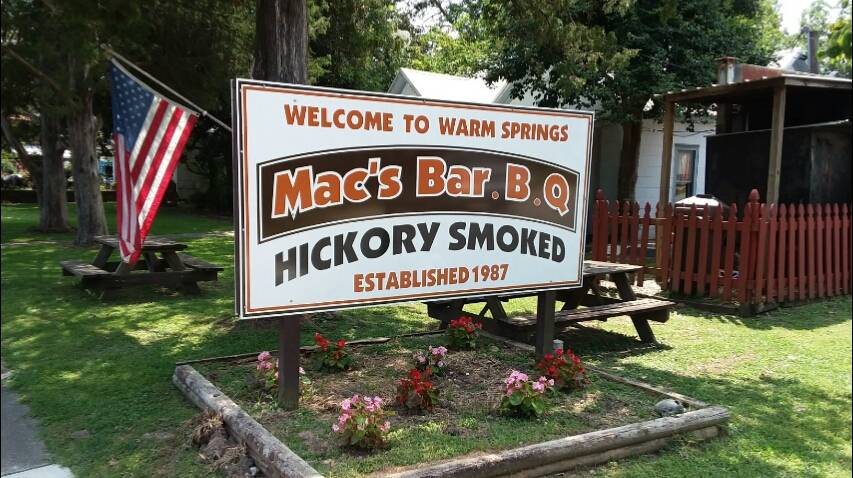 WELCOME TO WARM SPRINGS
Mac's Bar.B.Q
HICKORY SMOKED
ESTABLISHED 1987